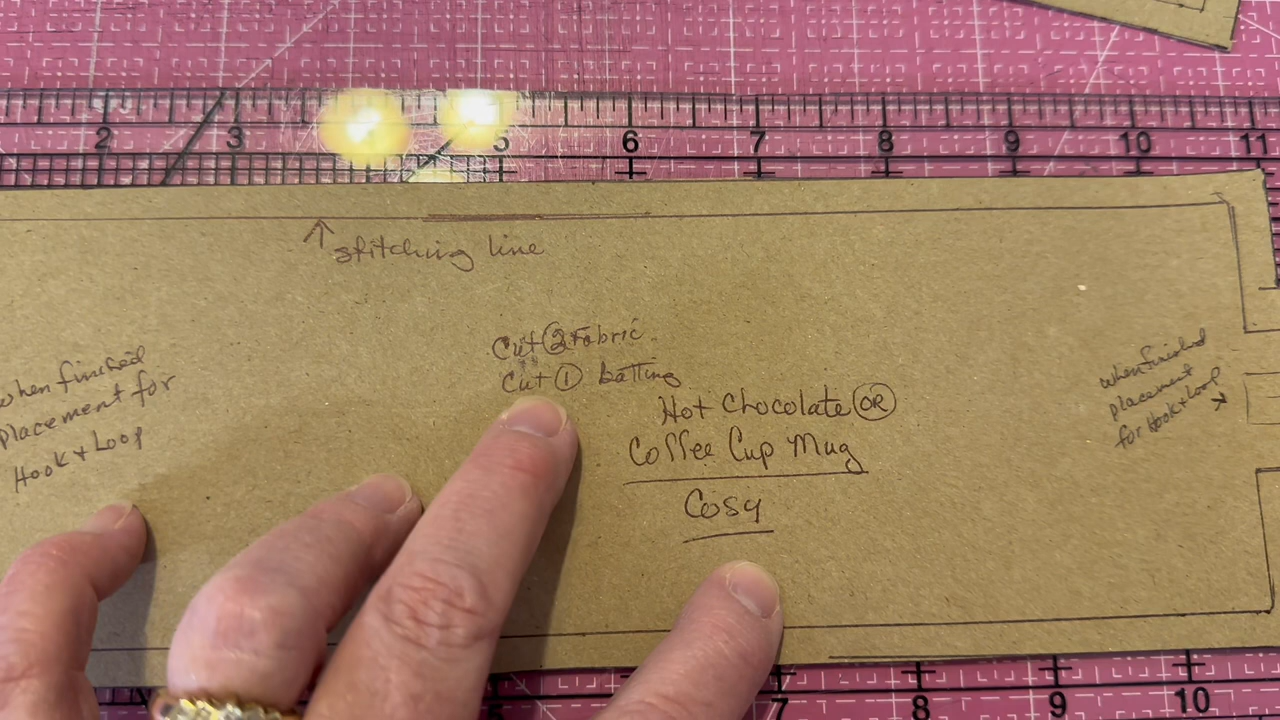 2 3 5 6 7 8 9 10 11
stitching line
Cut ② Fabric
Cut ① batting
Hot Chocolate OR
Coffee Cup Mug
Cosy
when finished
placement for
Hook + Loop
when finished
placement
for Hook + Loop
7 8 9 10